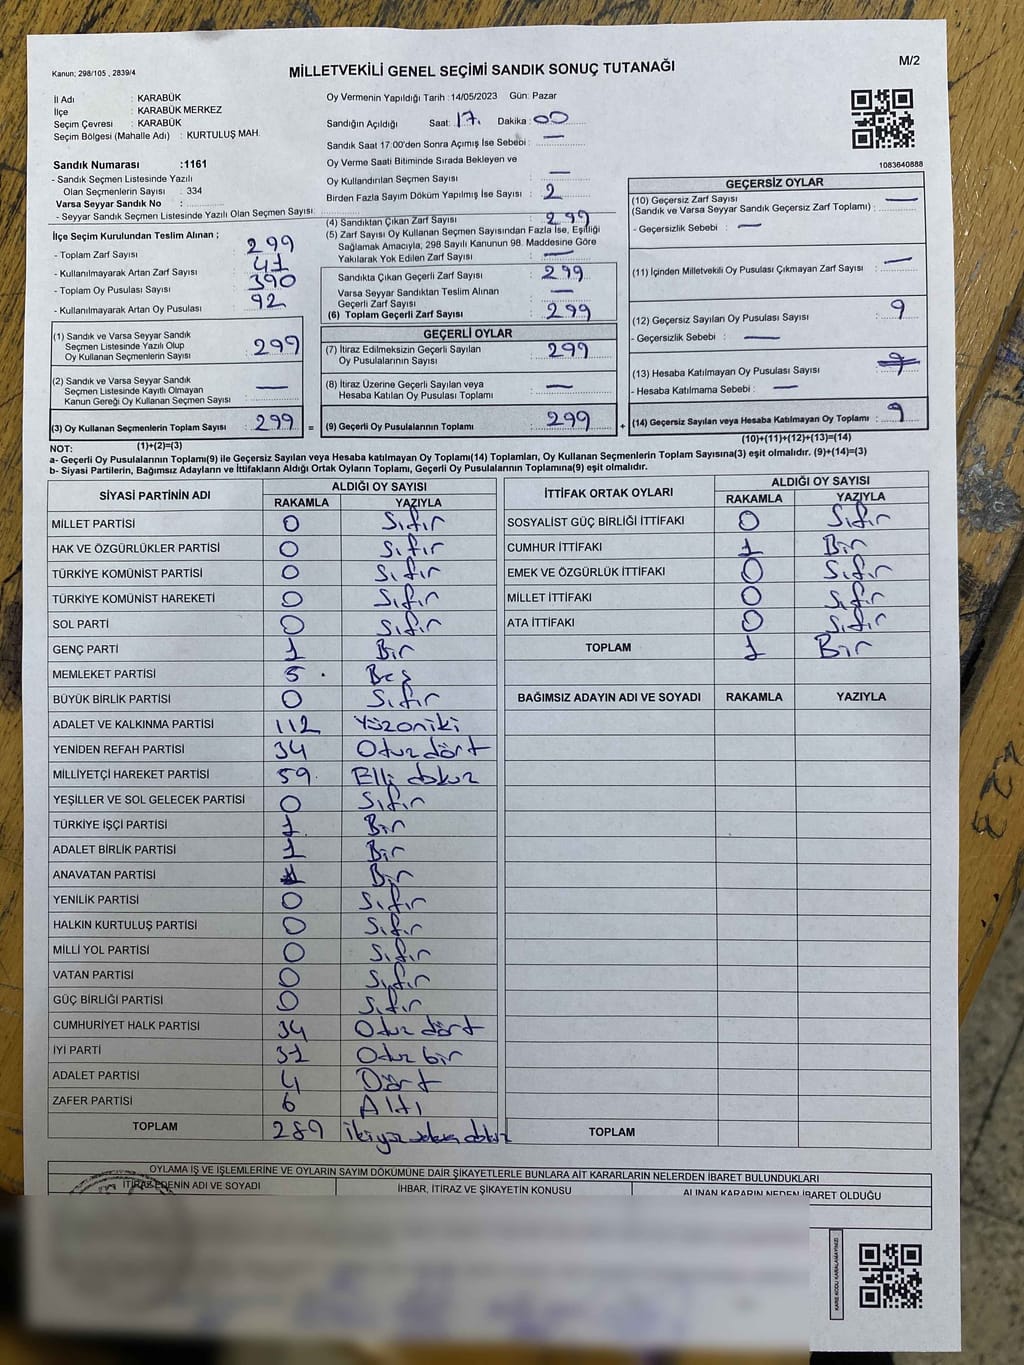 Kanun; 298/105 , 2839/4
MİLLETVEKİLİ GENEL SEÇİMİ SANDIK SONUÇ TUTANAĞI
M/2
İl Adı : KARABÜK
İlçe : KARABÜK MERKEZ
Seçim Çevresi : KARABÜK
Seçim Bölgesi (Mahalle Adı) : KURTULUŞ MAH.
Sandık Numarası :1161
- Sandık Seçmen Listesinde Yazılı
Olan Seçmenlerin Sayısı : 334
Varsa Seyyar Sandık No :
- Seyyar Sandık Seçmen Listesinde Yazılı Olan Seçmen Sayısı:
İlçe Seçim Kurulundan Teslim Alınan ;
- Toplam Zarf Sayısı : 299
- Kullanılmayarak Artan Zarf Sayısı : 41
- Toplam Oy Pusulası Sayısı : 390
- Kullanılmayarak Artan Oy Pusulası : 92
(1) Sandık ve Varsa Seyyar Sandık
Seçmen Listesinde Yazılı Olup
Oy Kullanan Seçmenlerin Sayısı : 299
(2) Sandık ve Varsa Seyyar Sandık
Seçmen Listesinde Kayıtlı Olmayan
Kanun Gereği Oy Kullanan Seçmen Sayısı : —
(3) Oy Kullanan Seçmenlerin Toplam Sayısı : 299 =
(1)+(2)=(3)
Oy Vermenin Yapıldığı Tarih : 14/05/2023 Gün: Pazar
Sandığın Açıldığı Saat: 17. Dakika : 00
Sandık Saat 17:00'den Sonra Açımış İse Sebebi : —
Oy Verme Saati Bitiminde Sırada Bekleyen ve
Oy Kullandırılan Seçmen Sayısı : —
Birden Fazla Sayım Döküm Yapılmış İse Sayısı : 2
(4) Sandıktan Çıkan Zarf Sayısı : 299
(5) Zarf Sayısı Oy Kullanan Seçmen Sayısından Fazla İse, Eşitliği
Sağlamak Amacıyla, 298 Sayılı Kanunun 98. Maddesine Göre
Yakılarak Yok Edilen Zarf Sayısı : —
Sandıkta Çıkan Geçerli Zarf Sayısı : 299
Varsa Seyyar Sandıktan Teslim Alınan
Geçerli Zarf Sayısı : —
(6) Toplam Geçerli Zarf Sayısı : 299
GEÇERLİ OYLAR
(7) İtiraz Edilmeksizin Geçerli Sayılan
Oy Pusulalarının Sayısı : 299
(8) İtiraz Üzerine Geçerli Sayılan veya
Hesaba Katılan Oy Pusulası Toplamı : —
(9) Geçerli Oy Pusulalarının Toplamı : 299 +
1083640888
GEÇERSİZ OYLAR
(10) Geçersiz Zarf Sayısı
(Sandık ve Varsa Seyyar Sandık Geçersiz Zarf Toplamı) : —
- Geçersizlik Sebebi : —
(11) İçinden Milletvekili Oy Pusulası Çıkmayan Zarf Sayısı : —
(12) Geçersiz Sayılan Oy Pusulası Sayısı : 9
- Geçersizlik Sebebi : —
(13) Hesaba Katılmayan Oy Pusulası Sayısı :
- Hesaba Katılmama Sebebi : —
(14) Geçersiz Sayılan veya Hesaba Katılmayan Oy Toplamı : 9
(10)+(11)+(12)+(13)=(14)
NOT:
a- Geçerli Oy Pusulalarının Toplamı(9) ile Geçersiz Sayılan veya Hesaba katılmayan Oy Toplamı(14) Toplamları, Oy Kullanan Seçmenlerin Toplam Sayısına(3) eşit olmalıdır. (9)+(14)=(3)
b- Siyasi Partilerin, Bağımsız Adayların ve İttifakların Aldığı Ortak Oyların Toplamı, Geçerli Oy Pusulalarının Toplamına(9) eşit olmalıdır.
SİYASİ PARTİNİN ADI ALDIĞI OY SAYISI
RAKAMLA YAZIYLA
MİLLET PARTİSİ 0 Sıfır
HAK VE ÖZGÜRLÜKLER PARTİSİ 0 Sıfır
TÜRKİYE KOMÜNİST PARTİSİ 0 Sıfır
TÜRKİYE KOMÜNİST HAREKETİ 0 Sıfır
SOL PARTİ 0 Sıfır
GENÇ PARTİ 1 Bir
MEMLEKET PARTİSİ 5 Beş
BÜYÜK BİRLİK PARTİSİ 0 Sıfır
ADALET VE KALKINMA PARTİSİ 112 Yüzoniki
YENİDEN REFAH PARTİSİ 34 Otuz dört
MİLLİYETÇİ HAREKET PARTİSİ 59 Elli dokuz
YEŞİLLER VE SOL GELECEK PARTİSİ 0 Sıfır
TÜRKİYE İŞÇİ PARTİSİ 1 Bir
ADALET BİRLİK PARTİSİ 1 Bir
ANAVATAN PARTİSİ 1 Bir
YENİLİK PARTİSİ 0 Sıfır
HALKIN KURTULUŞ PARTİSİ 0 Sıfır
MİLLİ YOL PARTİSİ 0 Sıfır
VATAN PARTİSİ 0 Sıfır
GÜÇ BİRLİĞİ PARTİSİ 0 Sıfır
CUMHURİYET HALK PARTİSİ 34 Otuz dört
İYİ PARTİ 31 Otuz bir
ADALET PARTİSİ 4 Dört
ZAFER PARTİSİ 6 Altı
TOPLAM 289 ikiyüz seksen dokuz
İTTİFAK ORTAK OYLARI ALDIĞI OY SAYISI
RAKAMLA YAZIYLA
SOSYALİST GÜÇ BİRLİĞİ İTTİFAKI 0 Sıfır
CUMHUR İTTİFAKI 1 Bir
EMEK VE ÖZGÜRLÜK İTTİFAKI 0 Sıfır
MİLLET İTTİFAKI 0 Sıfır
ATA İTTİFAKI 0 Sıfır
TOPLAM 1 Bir
BAĞIMSIZ ADAYIN ADI VE SOYADI RAKAMLA YAZIYLA
TOPLAM
OYLAMA İŞ VE İŞLEMLERİNE VE OYLARIN SAYIM DÖKÜMÜNE DAİR ŞİKAYETLERLE BUNLARA AİT KARARLARIN NELERDEN İBARET BULUNDUKLARI
İTİRAZ EDENİN ADI VE SOYADI İHBAR, İTİRAZ VE ŞİKAYETİN KONUSU ALINAN KARARIN NEDEN İBARET OLDUĞU
KARE KODU KARALAMAYINIZ!